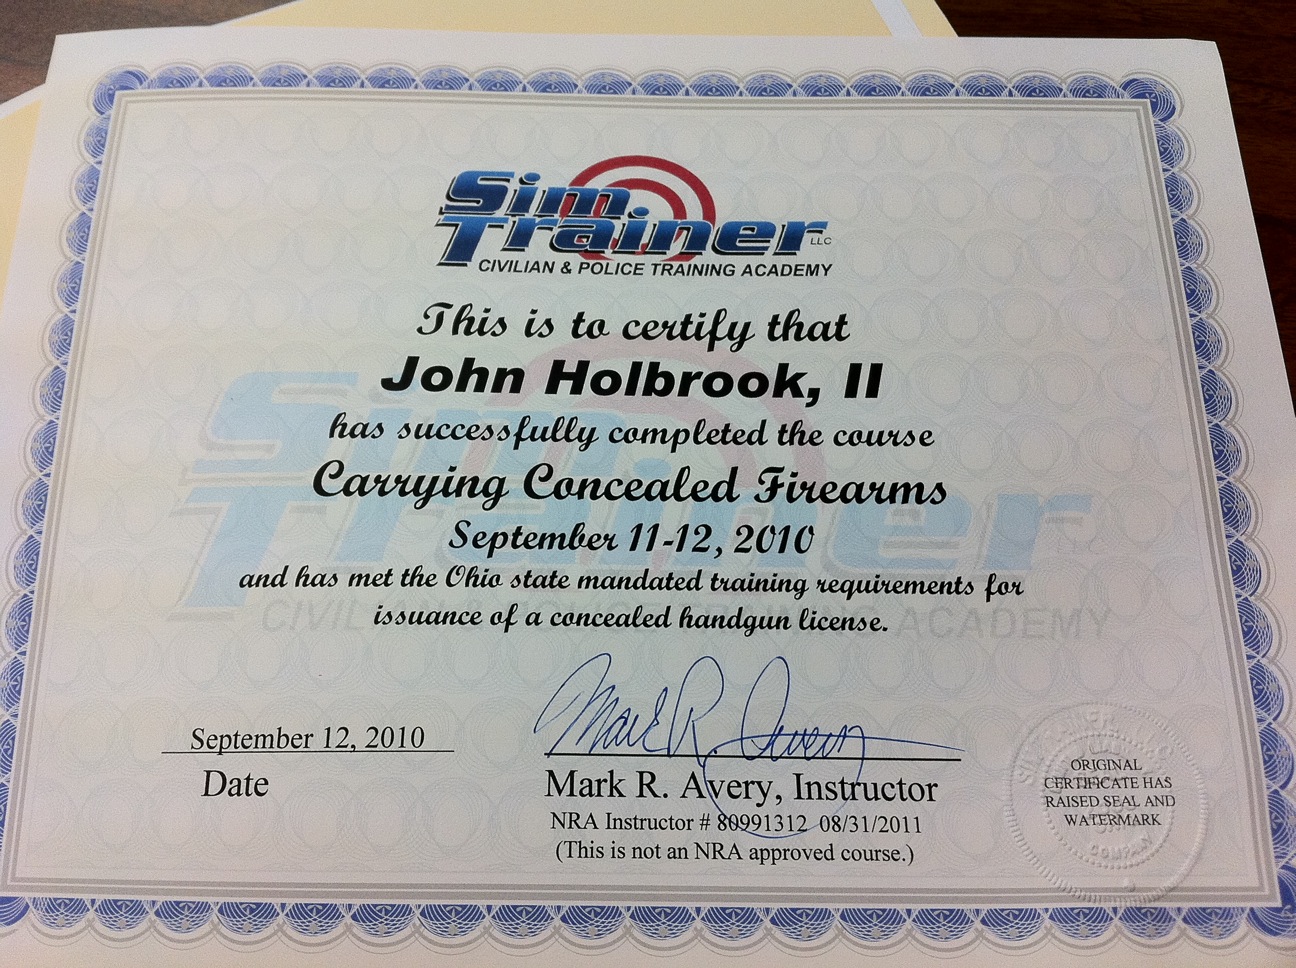 Sim
Trainer LLC
CIVILIAN & POLICE TRAINING ACADEMY
This is to certify that
John Holbrook, II
has successfully completed the course
Carrying Concealed Firearms
September 11-12, 2010
and has met the Ohio state mandated training requirements for
issuance of a concealed handgun license.
Mark R. Avery
September 12, 2010
Date
Mark R. Avery, Instructor
NRA Instructor # 80991312 08/31/2011
(This is not an NRA approved course.)
ORIGINAL
CERTIFICATE HAS
RAISED SEAL AND
WATERMARK